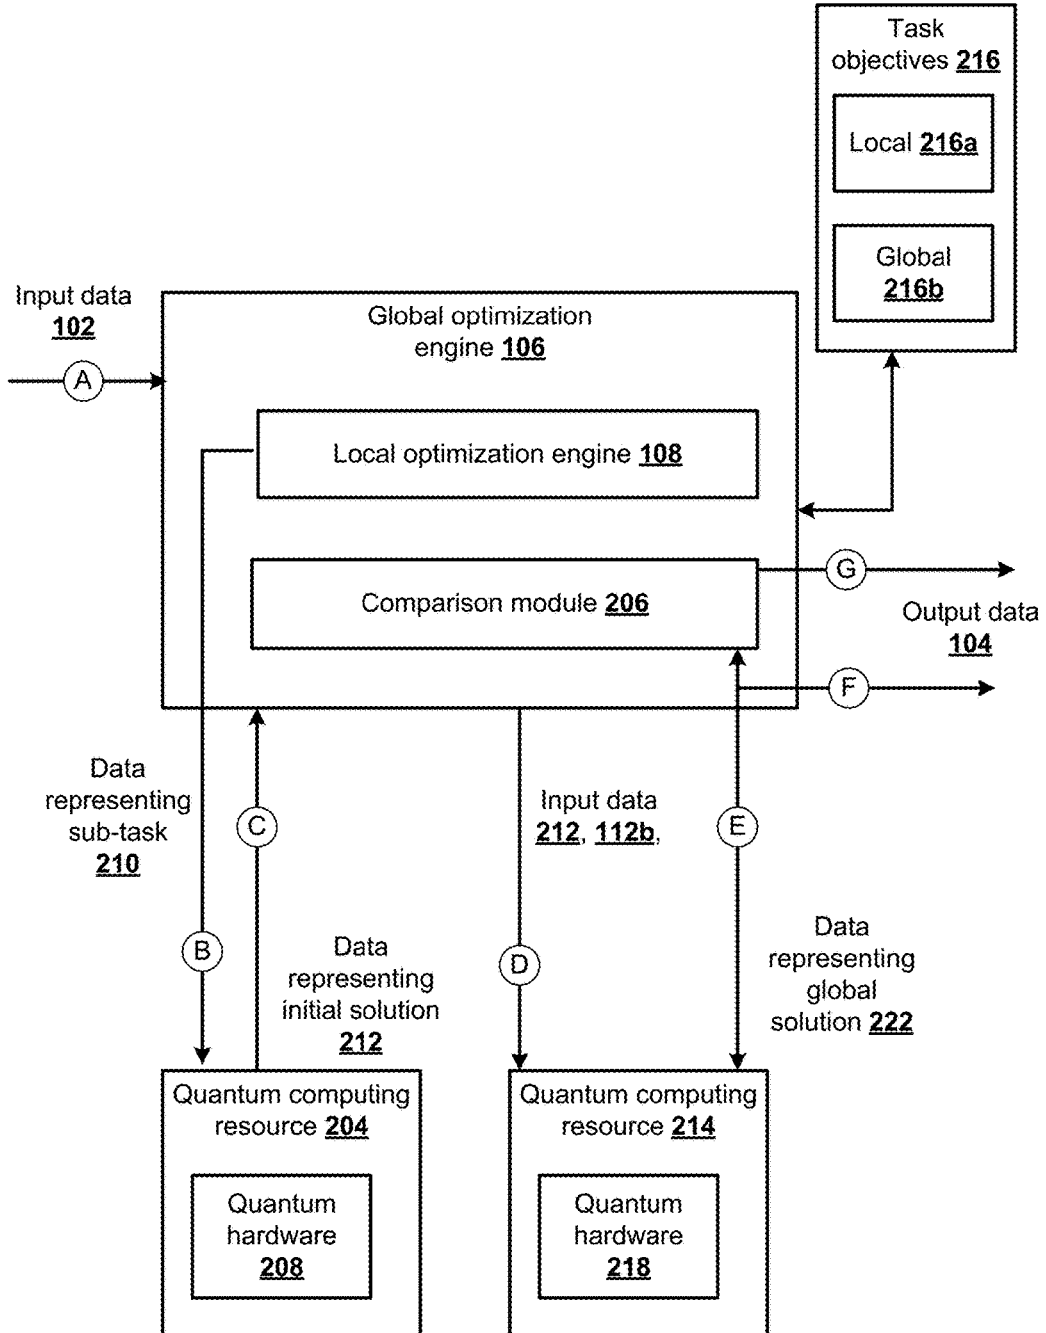 Task
objectives 216
Local 216a
Global
216b
Input data
102
A
Global optimization
engine 106
Local optimization engine 108
Comparison module 206
G
Output data
104
F
Data
representing
sub-task
210
C
Input data
212, 112b,
E
B
Data
representing
initial solution
212
D
Data
representing
global
solution 222
Quantum computing
resource 204
Quantum
hardware
208
Quantum computing
resource 214
Quantum
hardware
218